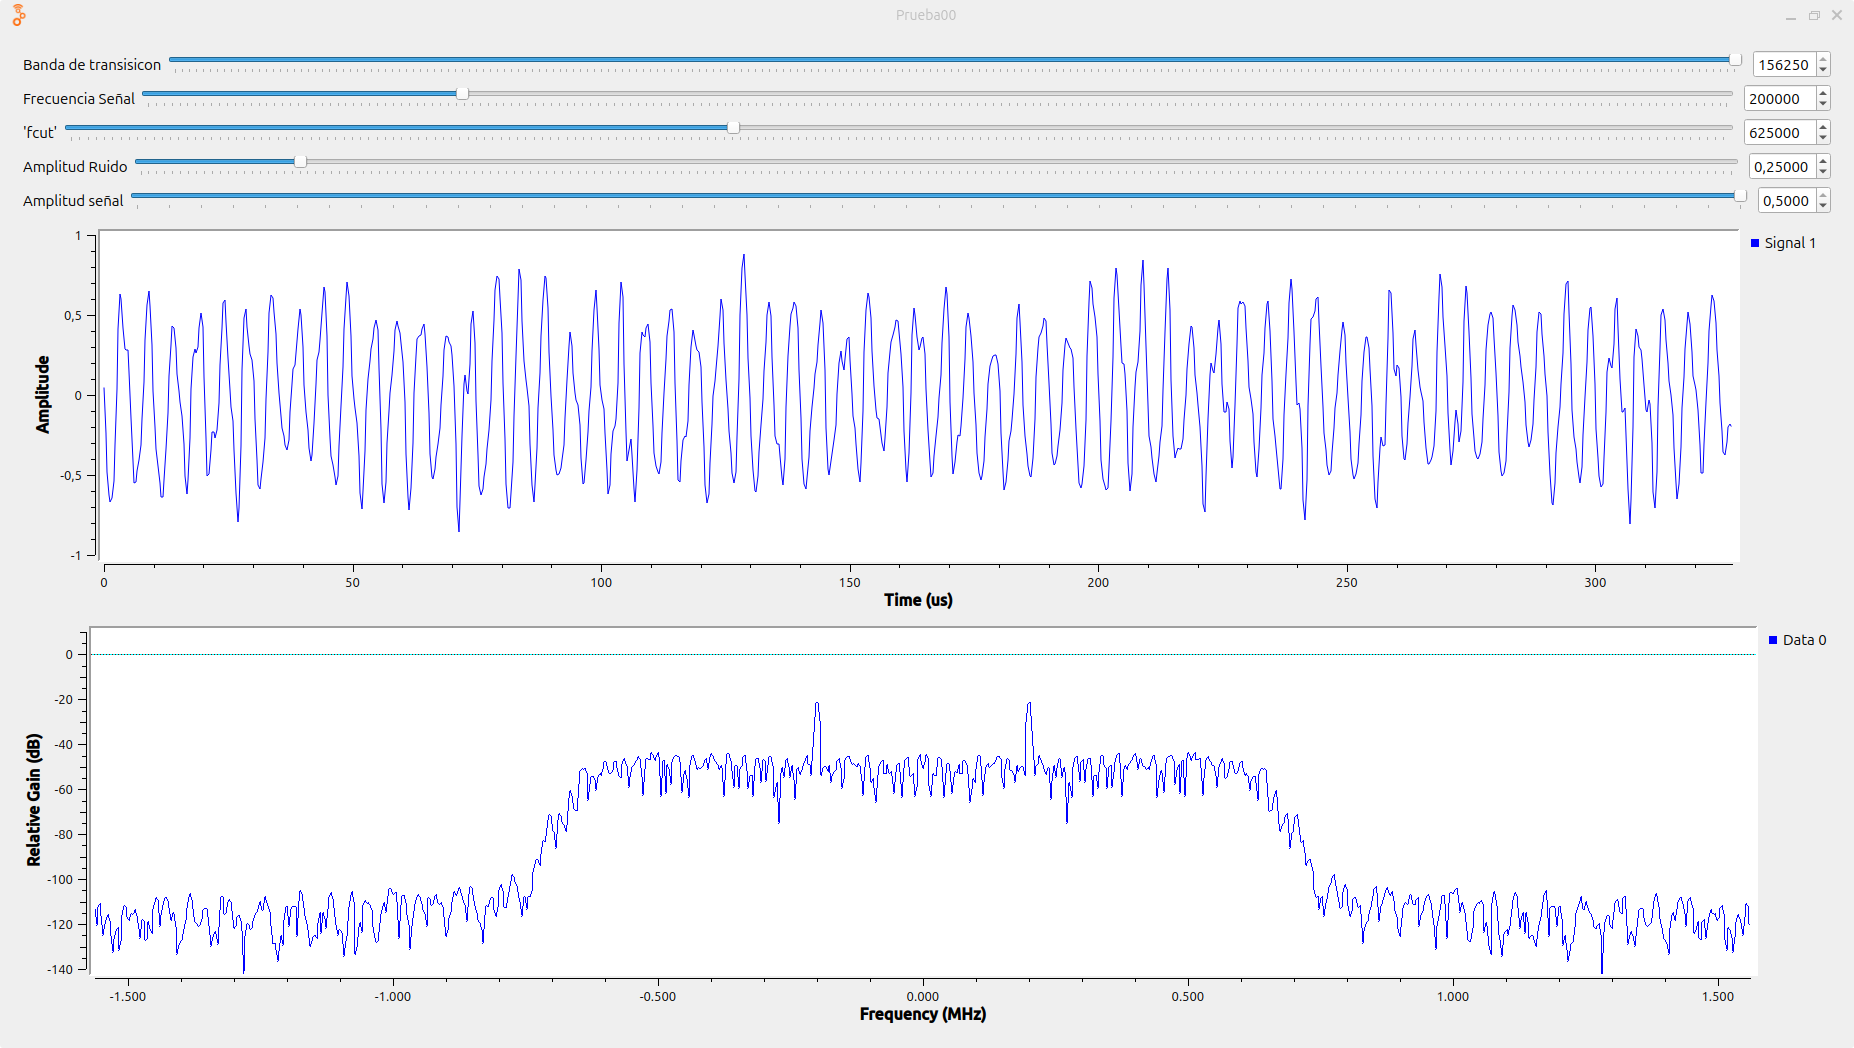 Prueba00
Banda de transisicon 156250
Frecuencia Señal 200000
'fcut' 625000
Amplitud Ruido 0,25000
Amplitud señal 0,5000
1
0,5
0
-0,5
-1
Amplitude
Signal 1
0 50 100 150 200 250 300
Time (us)
0
-20
-40
-60
-80
-100
-120
-140
Relative Gain (dB)
Data 0
-1.500 -1.000 -0.500 0.000 0.500 1.000 1.500
Frequency (MHz)